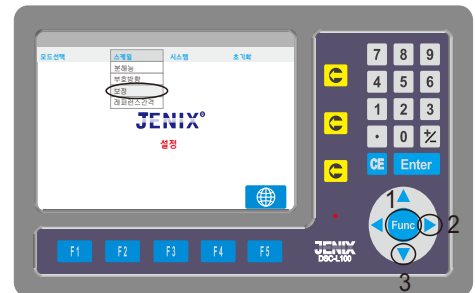 모드선택 스케일 시스템 초기화
분해능
부호방향
보정
레퍼런스간격
JENIX®
설정
7 8 9
4 5 6
1 2 3
· 0 +/-
CE Enter
1
Func 2
3
F1 F2 F3 F4 F5
JENIX
DSC-L100